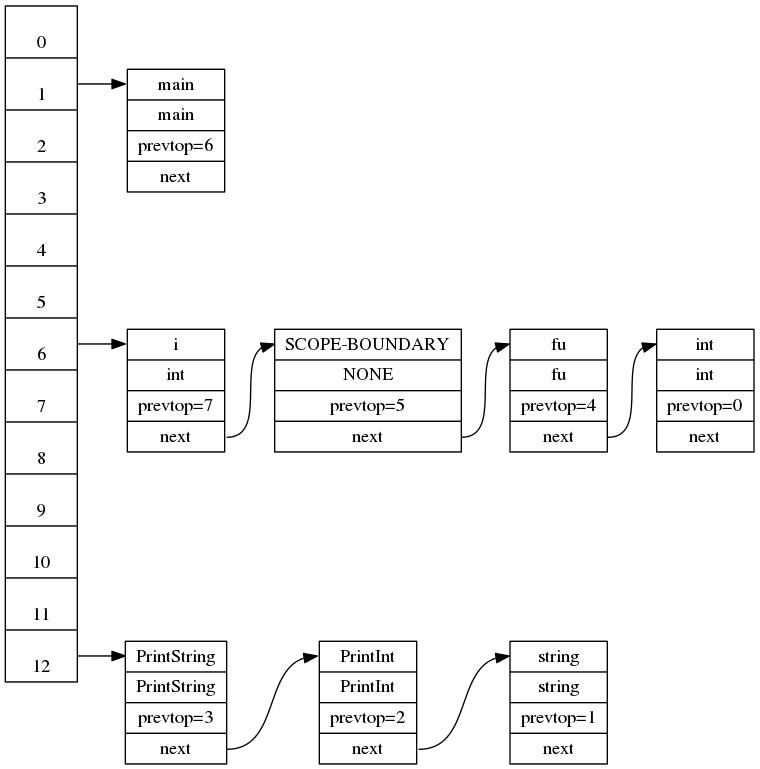 0
1
2
3
4
5
6
7
8
9
10
11
12
main
main
prevtop=6
next
i
int
prevtop=7
next
SCOPE-BOUNDARY
NONE
prevtop=5
next
fu
fu
prevtop=4
next
int
int
prevtop=0
next
PrintString
PrintString
prevtop=3
next
PrintInt
PrintInt
prevtop=2
next
string
string
prevtop=1
next